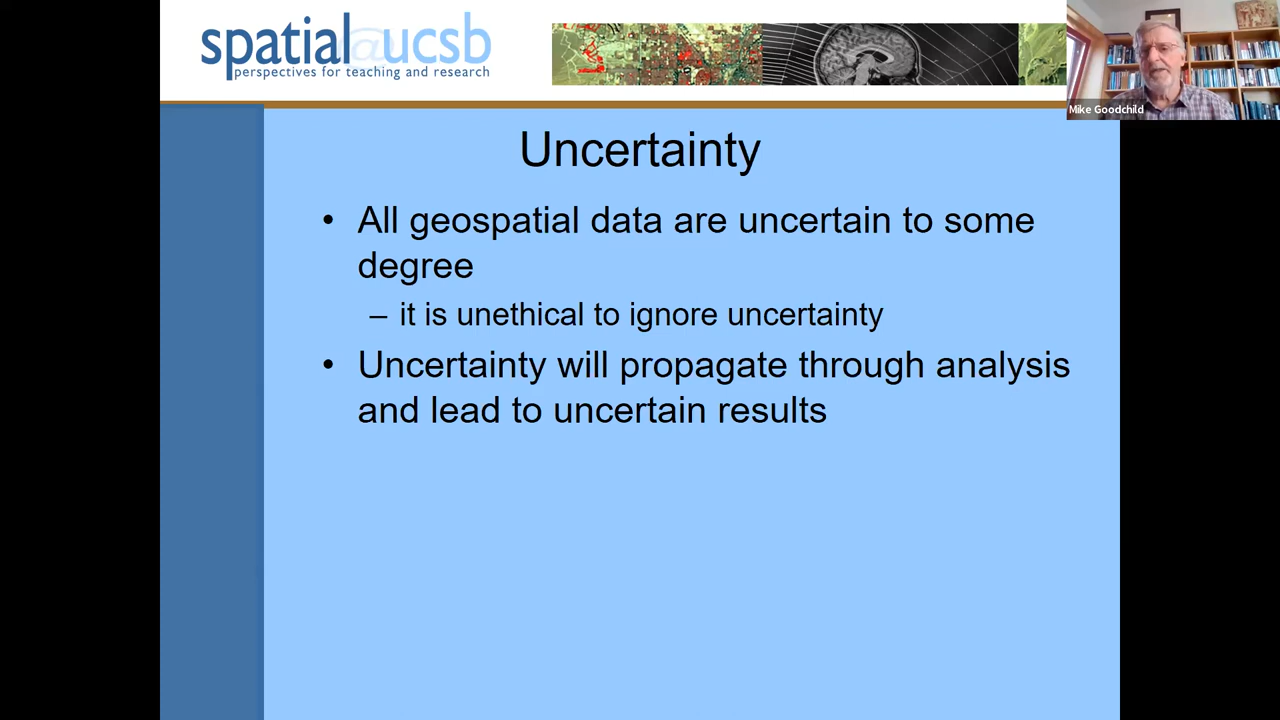 spatial@ucsb
perspectives for teaching and research
Mike Goodchild
Uncertainty
• All geospatial data are uncertain to some
degree
– it is unethical to ignore uncertainty
• Uncertainty will propagate through analysis
and lead to uncertain results